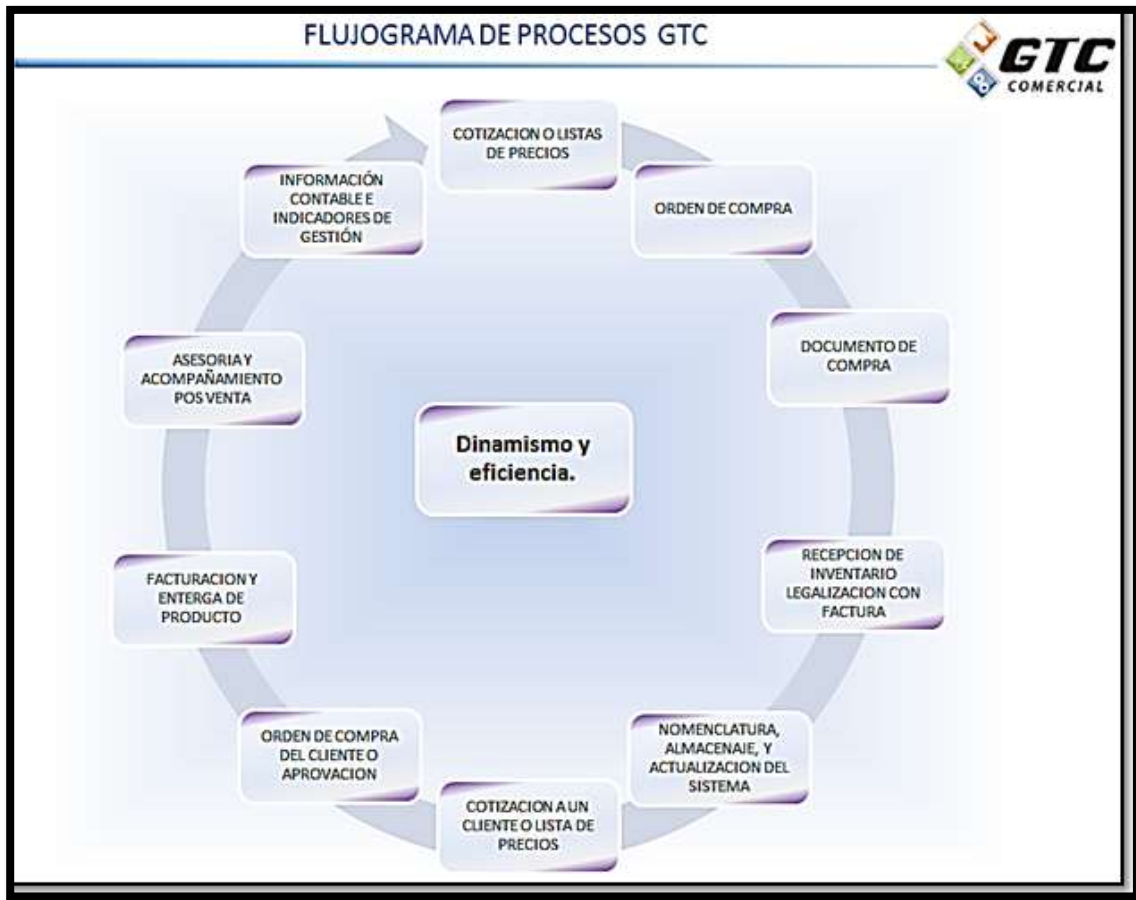 FLUJOGRAMA DE PROCESOS GTC
GTC
COMERCIAL
COTIZACION O LISTAS
DE PRECIOS
ORDEN DE COMPRA
DOCUMENTO DE
COMPRA
RECEPCION DE
INVENTARIO
LEGALIZACION CON
FACTURA
NOMENCLATURA,
ALMACENAJE, Y
ACTUALIZACION DEL
SISTEMA
COTIZACION A UN
CLIENTE O LISTA DE
PRECIOS
ORDEN DE COMPRA
DEL CLIENTE O
APROVACION
FACTURACION Y
ENTERGA DE
PRODUCTO
ASESORIA Y
ACOMPAÑAMIENTO
POS VENTA
INFORMACIÓN
CONTABLE E
INDICADORES DE
GESTIÓN
Dinamismo y
eficiencia.